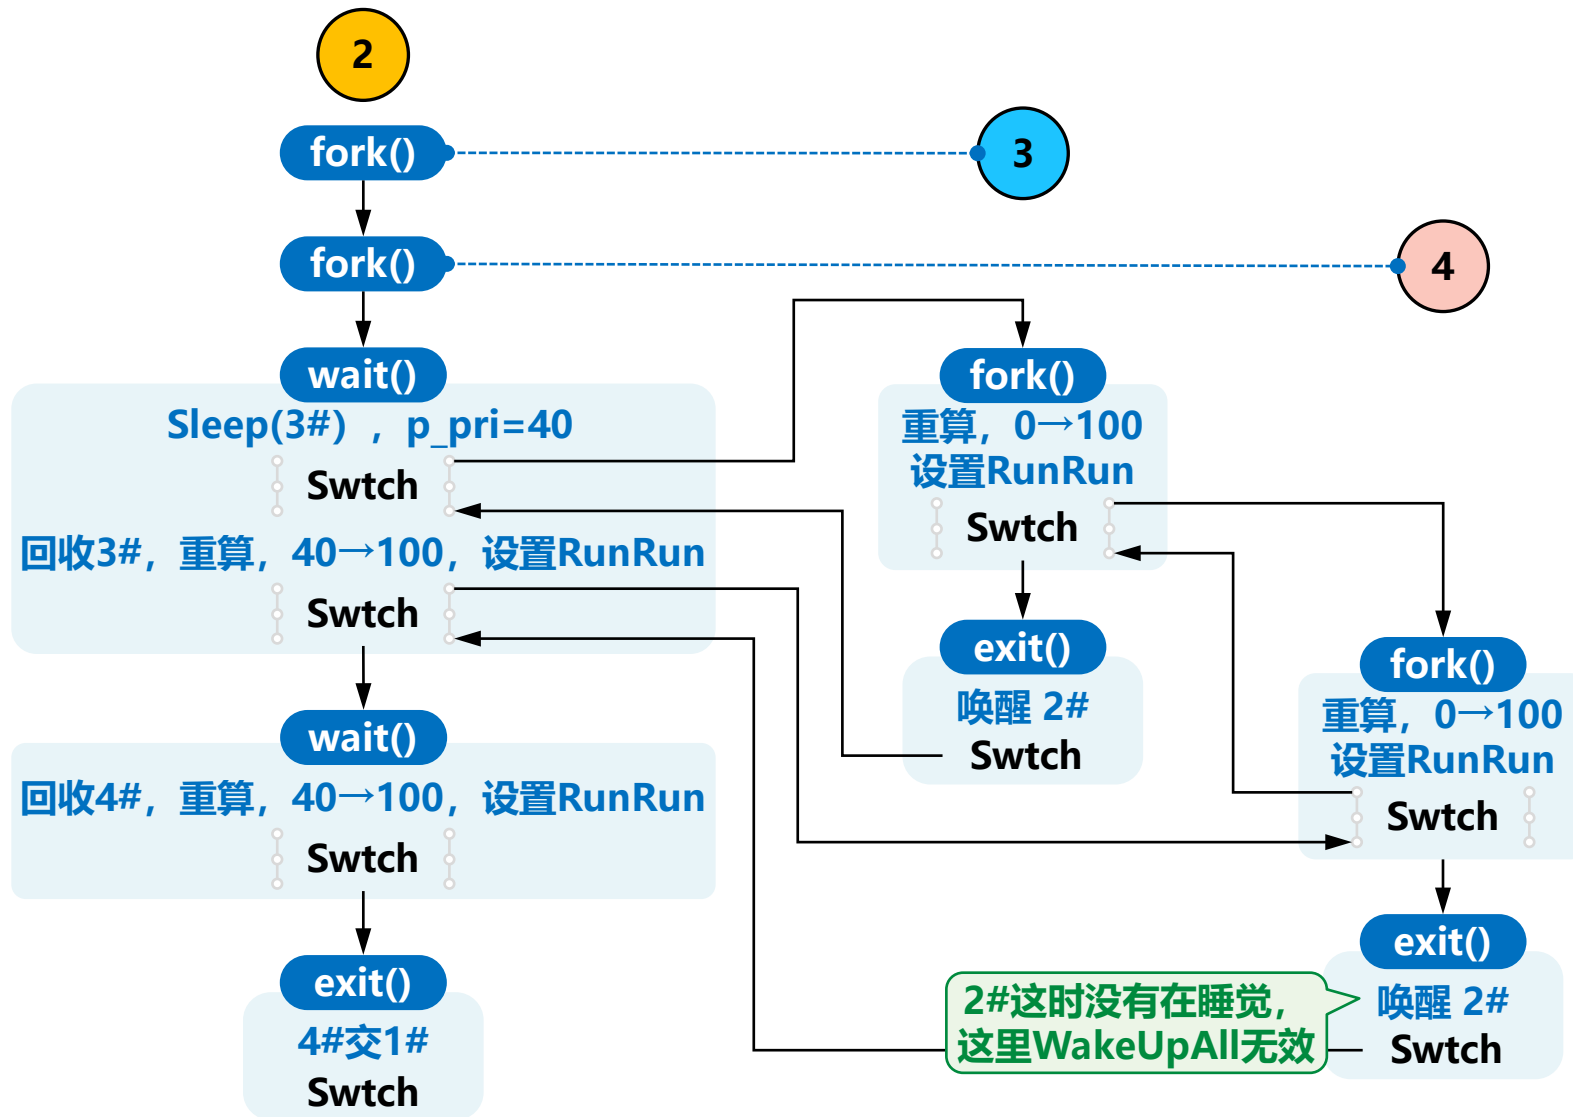 2
fork()
3
fork()
4
wait()
Sleep(3#) ，p_pri=40
Swtch
回收3#，重算，40→100，设置RunRun
Swtch
wait()
回收4#，重算，40→100，设置RunRun
Swtch
exit()
4#交1#
Swtch
fork()
重算，0→100
设置RunRun
Swtch
exit()
唤醒 2#
Swtch
fork()
重算，0→100
设置RunRun
Swtch
exit()
唤醒 2#
Swtch
2#这时没有在睡觉，
这里WakeUpAll无效